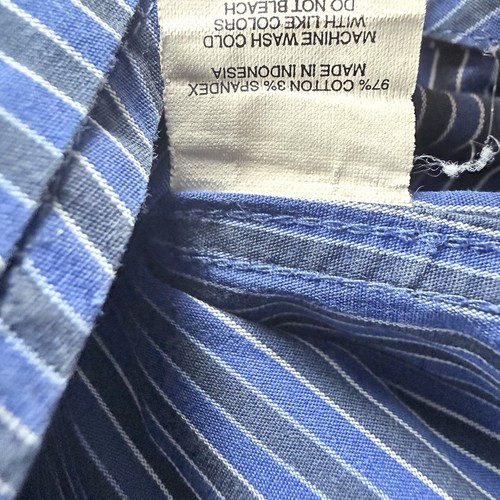 97% COTTON 3% SPANDEX
MADE IN INDONESIA
MACHINE WASH COLD
WITH LIKE COLORS
DO NOT BLEACH